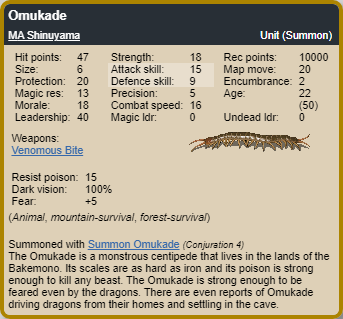 Omukade
MA Shinuyama Unit (Summon)
Hit points: 47 Strength: 18 Rec points: 10000
Size: 6 Attack skill: 15 Map move: 20
Protection: 20 Defence skill: 9 Encumbrance: 2
Magic res: 13 Precision: 5 Age: 22
Morale: 18 Combat speed: 16 (50)
Leadership: 40 Magic ldr: 0 Undead ldr: 0
Weapons:
Venomous Bite
Resist poison: 15
Dark vision: 100%
Fear: +5
(Animal, mountain-survival, forest-survival)
Summoned with Summon Omukade (Conjuration 4)
The Omukade is a monstrous centipede that lives in the lands of the
Bakemono. Its scales are as hard as iron and its poison is strong
enough to kill any beast. The Omukade is strong enough to be
feared even by the dragons. There are even reports of Omukade
driving dragons from their homes and settling in the cave.